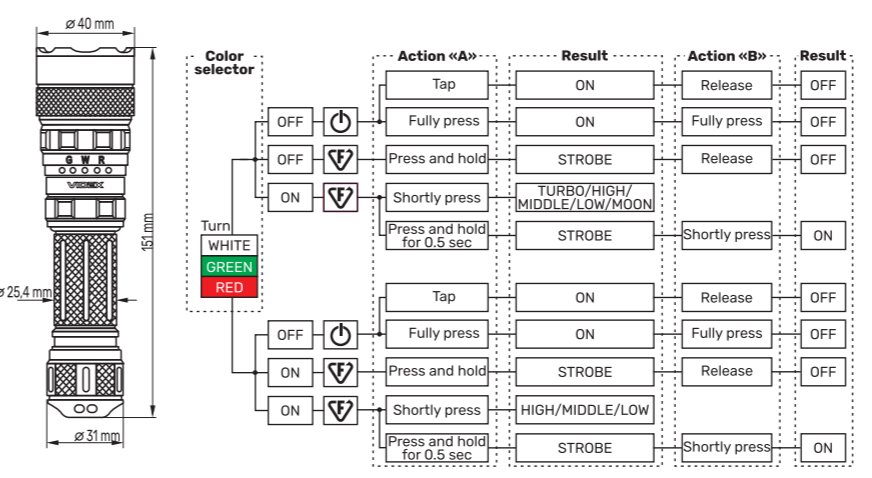 ø 40 mm
G W R
VIDEX
151 mm
ø 25,4 mm
ø 31 mm
Color
selector
Action «A»
Result
Action «B»
Result
Tap
ON
Release
OFF
OFF
Fully press
ON
Fully press
OFF
OFF
F
Press and hold
STROBE
Release
OFF
ON
F
Shortly press
TURBO/HIGH/
MIDDLE/LOW/MOON
Press and hold
for 0.5 sec
STROBE
Shortly press
ON
Turn
WHITE
GREEN
RED
Tap
ON
Release
OFF
OFF
Fully press
ON
Fully press
OFF
ON
F
Press and hold
STROBE
Release
OFF
ON
F
Shortly press
HIGH/MIDDLE/LOW
Press and hold
for 0.5 sec
STROBE
Shortly press
ON